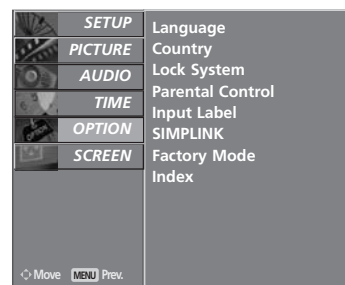 SETUP
PICTURE
AUDIO
TIME
OPTION
SCREEN
Language
Country
Lock System
Parental Control
Input Label
SIMPLINK
Factory Mode
Index
Move MENU Prev.